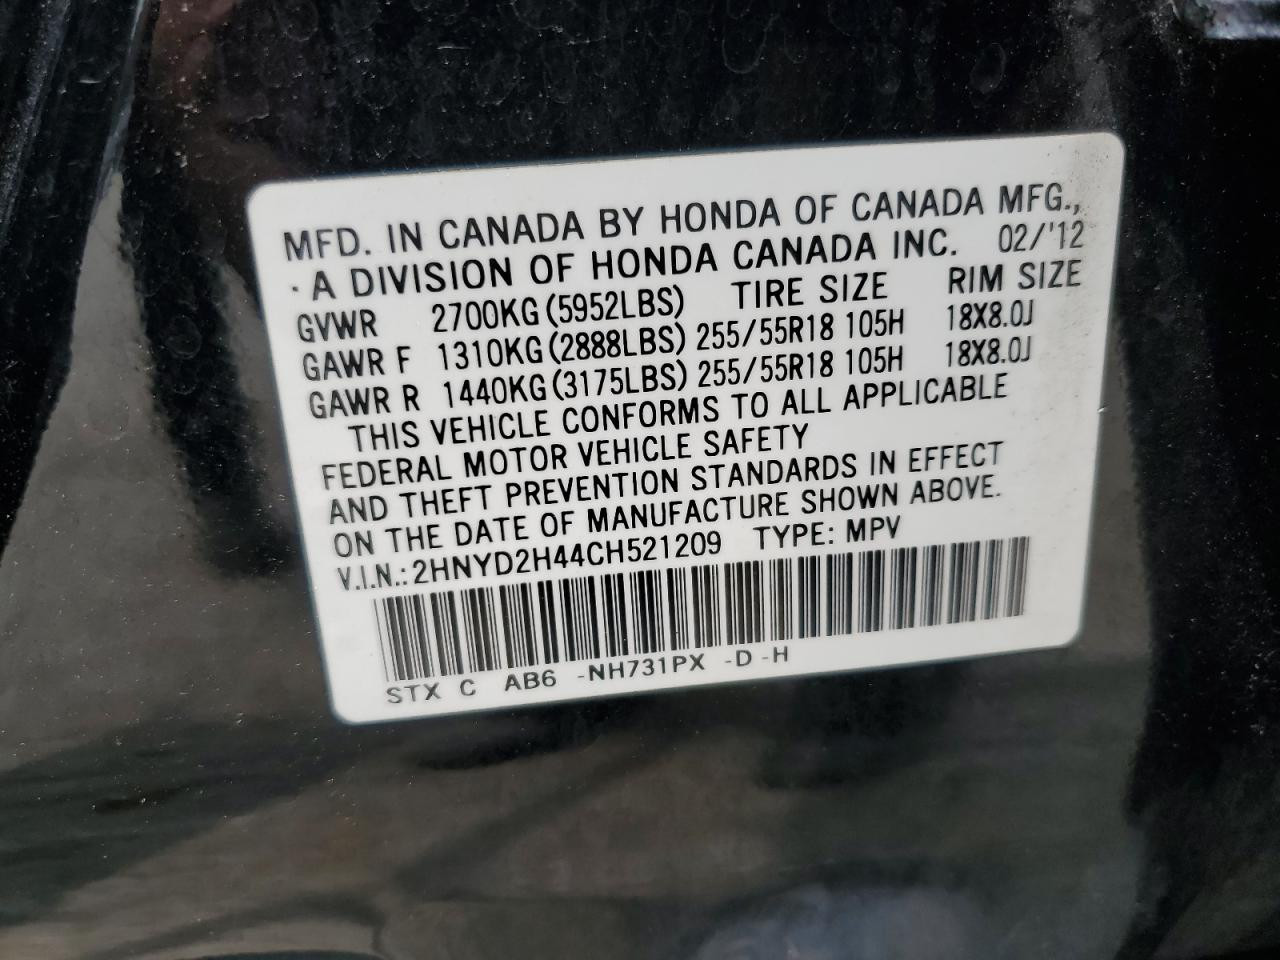 MFD. IN CANADA BY HONDA OF CANADA MFG.,
· A DIVISION OF HONDA CANADA INC. 02/'12
GVWR 2700KG (5952LBS) TIRE SIZE RIM SIZE
GAWR F 1310KG (2888LBS) 255/55R18 105H 18X8.0J
GAWR R 1440KG (3175LBS) 255/55R18 105H 18X8.0J
THIS VEHICLE CONFORMS TO ALL APPLICABLE
FEDERAL MOTOR VEHICLE SAFETY
AND THEFT PREVENTION STANDARDS IN EFFECT
ON THE DATE OF MANUFACTURE SHOWN ABOVE.
V.I.N.: 2HNYD2H44CH521209 TYPE: MPV
STX C AB6 -NH731PX -D -H